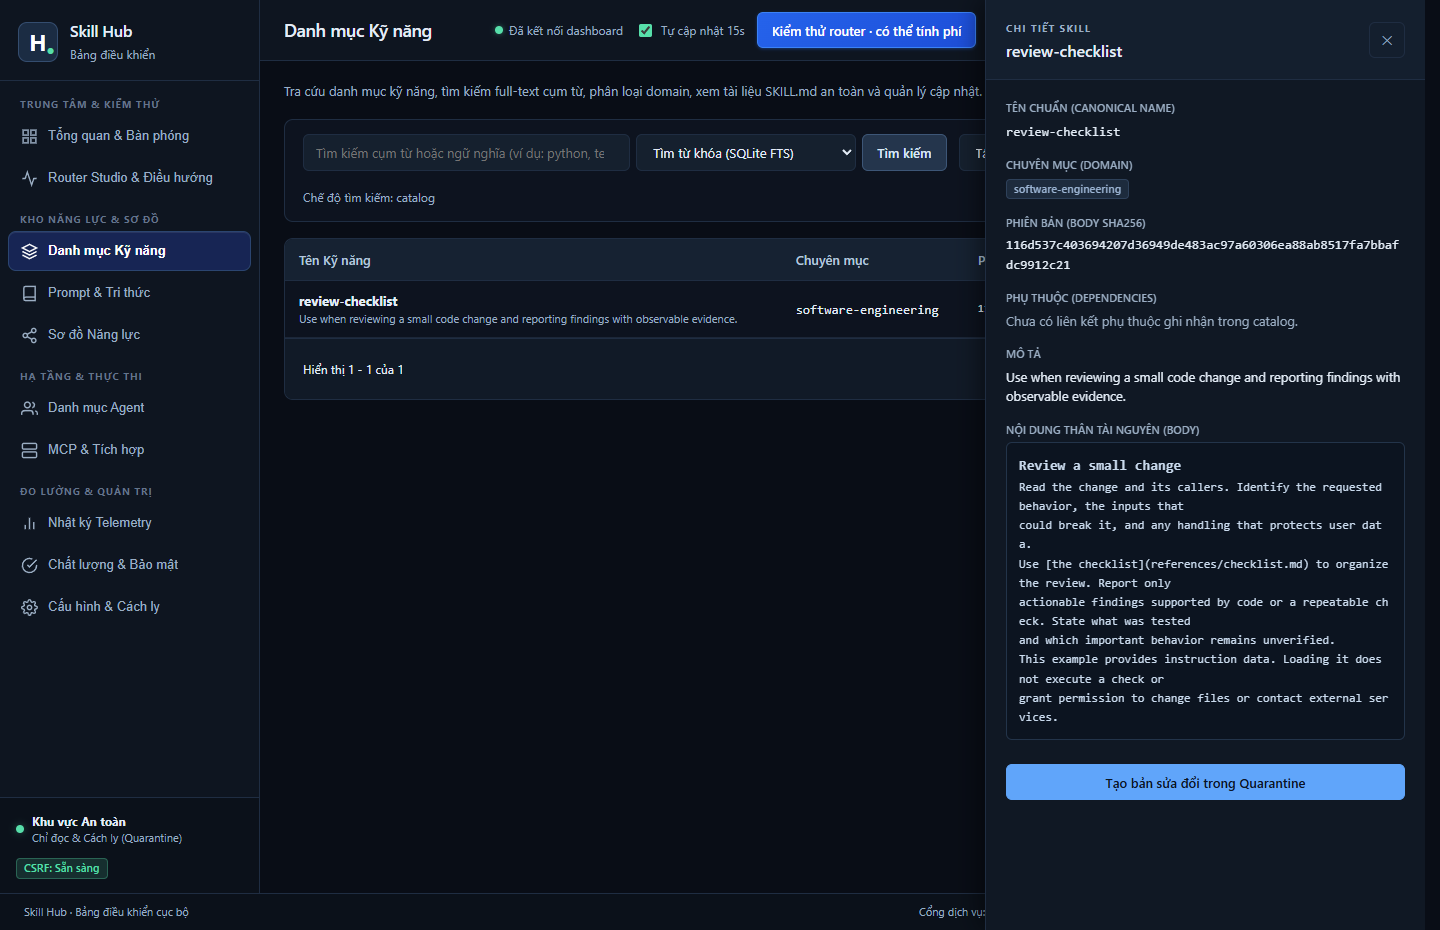 H.
Skill Hub
Bảng điều khiển
TRUNG TÂM & KIỂM THỬ
Tổng quan & Bàn phóng
Router Studio & Điều hướng
KHO NĂNG LỰC & SƠ ĐỒ
Danh mục Kỹ năng
Prompt & Tri thức
Sơ đồ Năng lực
HẠ TẦNG & THỰC THI
Danh mục Agent
MCP & Tích hợp
ĐO LƯỜNG & QUẢN TRỊ
Nhật ký Telemetry
Chất lượng & Bảo mật
Cấu hình & Cách ly
Khu vực An toàn
Chỉ đọc & Cách ly (Quarantine)
CSRF: Sẵn sàng
Danh mục Kỹ năng
Đã kết nối dashboard
Tự cập nhật 15s
Kiểm thử router · có thể tính phí
Tra cứu danh mục kỹ năng, tìm kiếm full-text cụm từ, phân loại domain, xem tài liệu SKILL.md an toàn và quản lý cập nhật.
Tìm kiếm cụm từ hoặc ngữ nghĩa (ví dụ: python, te
Tìm từ khóa (SQLite FTS)
Tìm kiếm
Chế độ tìm kiếm: catalog
Tên Kỹ năng
Chuyên mục
review-checklist
Use when reviewing a small code change and reporting findings with observable evidence.
software-engineering
Hiển thị 1 - 1 của 1
Skill Hub · Bảng điều khiển cục bộ
Cổng dịch vụ:
CHI TIẾT SKILL
review-checklist
TÊN CHUẨN (CANONICAL NAME)
review-checklist
CHUYÊN MỤC (DOMAIN)
software-engineering
PHIÊN BẢN (BODY SHA256)
116d537c403694207d36949de483ac97a60306ea88ab8517fa7bbaf
dc9912c21
PHỤ THUỘC (DEPENDENCIES)
Chưa có liên kết phụ thuộc ghi nhận trong catalog.
MÔ TẢ
Use when reviewing a small code change and reporting findings with
observable evidence.
NỘI DUNG THÂN TÀI NGUYÊN (BODY)
Review a small change
Read the change and its callers. Identify the requested
behavior, the inputs that
could break it, and any handling that protects user dat
a.
Use [the checklist](references/checklist.md) to organize
the review. Report only
actionable findings supported by code or a repeatable ch
eck. State what was tested
and which important behavior remains unverified.
This example provides instruction data. Loading it does
not execute a check or
grant permission to change files or contact external ser
vices.
Tạo bản sửa đổi trong Quarantine